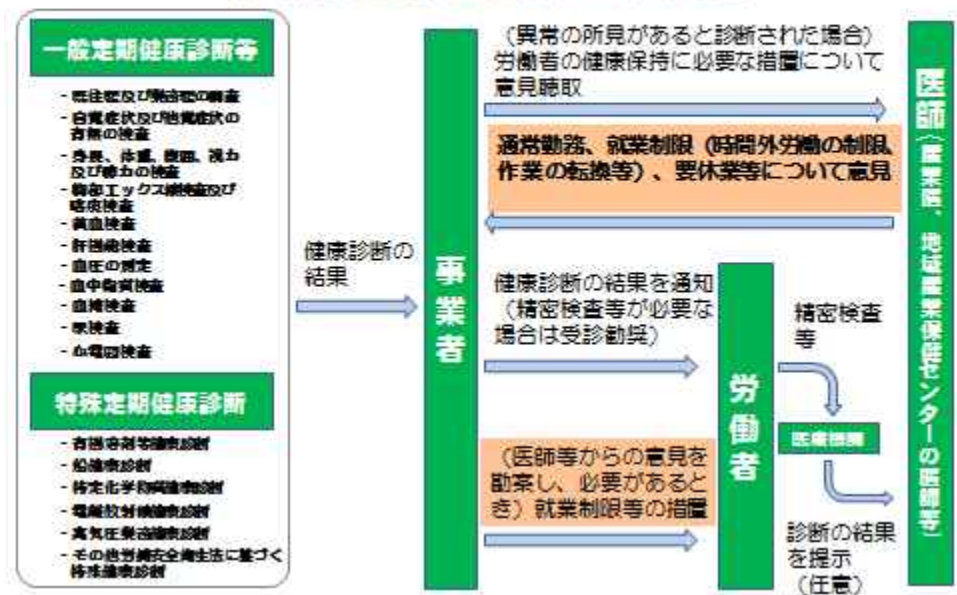 一般定期健康診断等
- 既往歴及び業務歴の調査
- 自覚症状及び他覚症状の
有無の検査
- 身長、体重、腹囲、視力
及び聴力の検査
- 胸部エックス線検査及び
喀痰検査
- 貧血検査
- 肝機能検査
- 血圧の測定
- 血中脂質検査
- 血糖検査
- 尿検査
- 心電図検査
特殊定期健康診断
- 有機溶剤等健康診断
- 鉛健康診断
- 特定化学物質健康診断
- 電離放射線健康診断
- 高気圧業務健康診断
- その他労働安全衛生法に基づく
特殊健康診断
健康診断の
結果
事業者
(異常の所見があると診断された場合)
労働者の健康保持に必要な措置について
意見聴取
通常勤務、就業制限(時間外労働の制限、
作業の転換等)、要休業等について意見
健康診断の結果を通知
(精密検査等が必要な
場合は受診勧奨)
(医師等からの意見を
勘案し、必要があると
き)就業制限等の措置
労働者
精密検査
等
医療機関
診断の結果
を提示
(任意)
医師(産業医、地域産業保健センターの医師等)